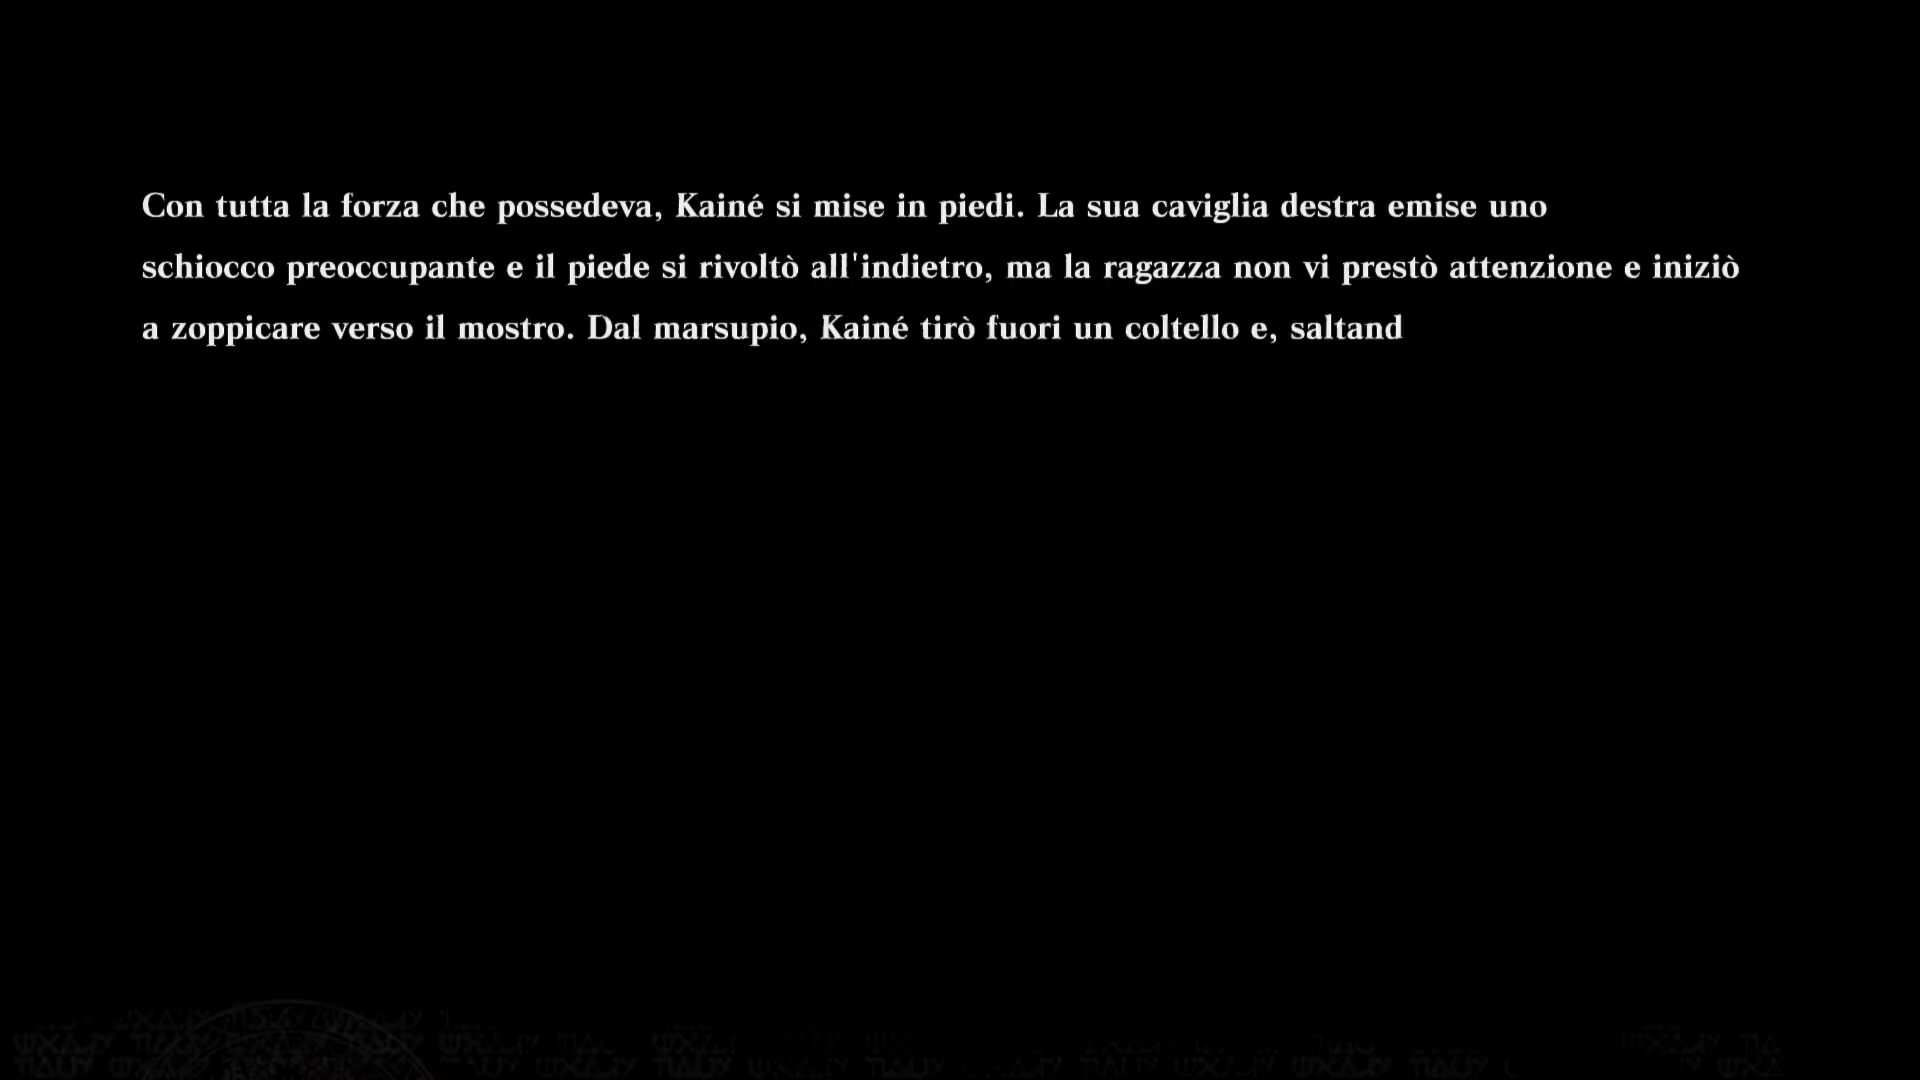 Con tutta la forza che possedeva, Kainé si mise in piedi. La sua caviglia destra emise uno
schiocco preoccupante e il piede si rivoltò all'indietro, ma la ragazza non vi prestò attenzione e iniziò
a zoppicare verso il mostro. Dal marsupio, Kainé tirò fuori un coltello e, saltand